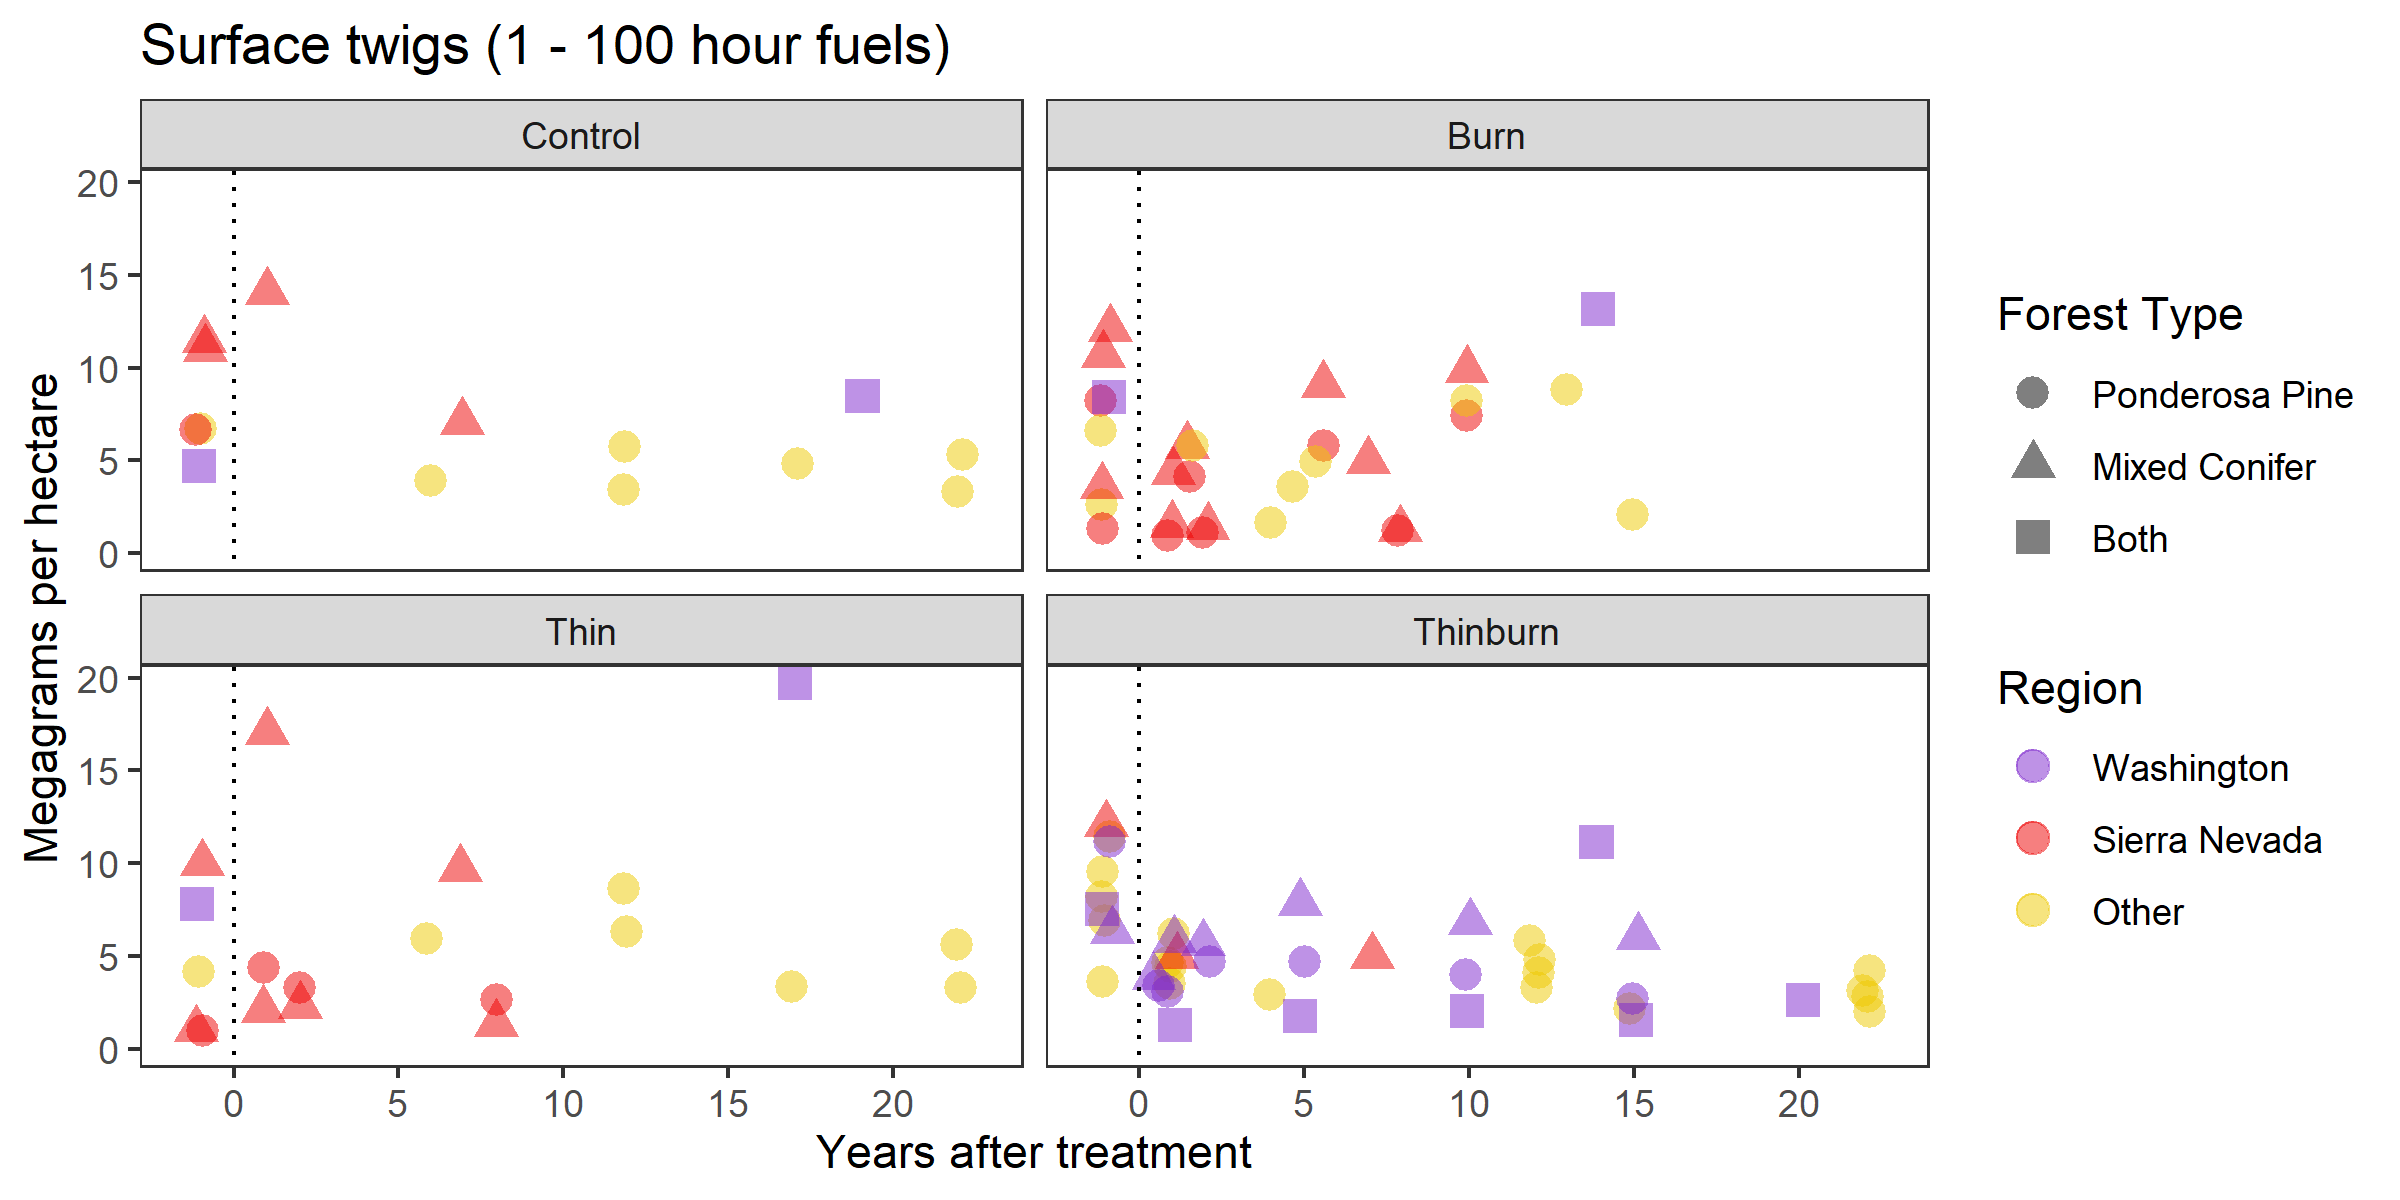 Surface twigs (1 - 100 hour fuels)
Control
Burn
20
15
10
5
0
Thin
Thinburn
20
15
10
5
0
0 5 10 15 20
0 5 10 15 20
Years after treatment
Megagrams per hectare
Forest Type
Ponderosa Pine
Mixed Conifer
Both
Region
Washington
Sierra Nevada
Other